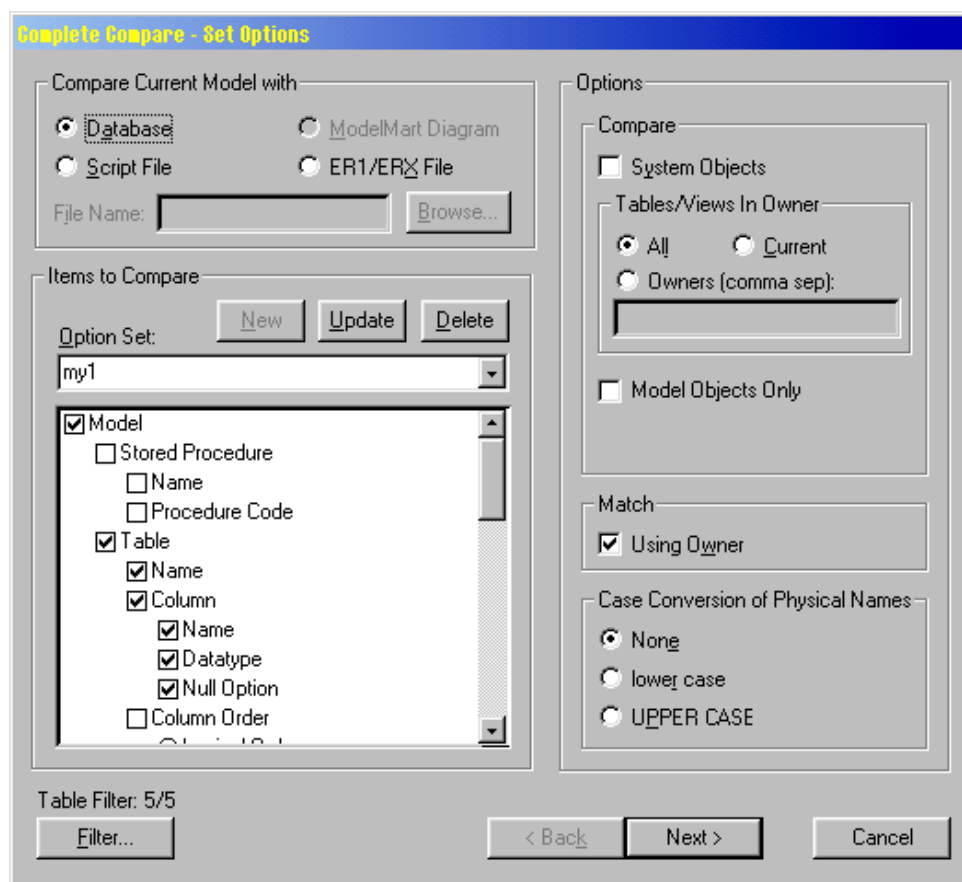 Complete Compare - Set Options
Compare Current Model with
Database
ModelMart Diagram
Script File
ER1/ERX File
File Name:
Browse...
Items to Compare
New
Update
Delete
Option Set:
my1
Model
Stored Procedure
Name
Procedure Code
Table
Name
Column
Name
Datatype
Null Option
Column Order
Table Filter: 5/5
Filter...
Options
Compare
System Objects
Tables/Views In Owner
All
Current
Owners (comma sep):
Model Objects Only
Match
Using Owner
Case Conversion of Physical Names
None
lower case
UPPER CASE
< Back
Next >
Cancel